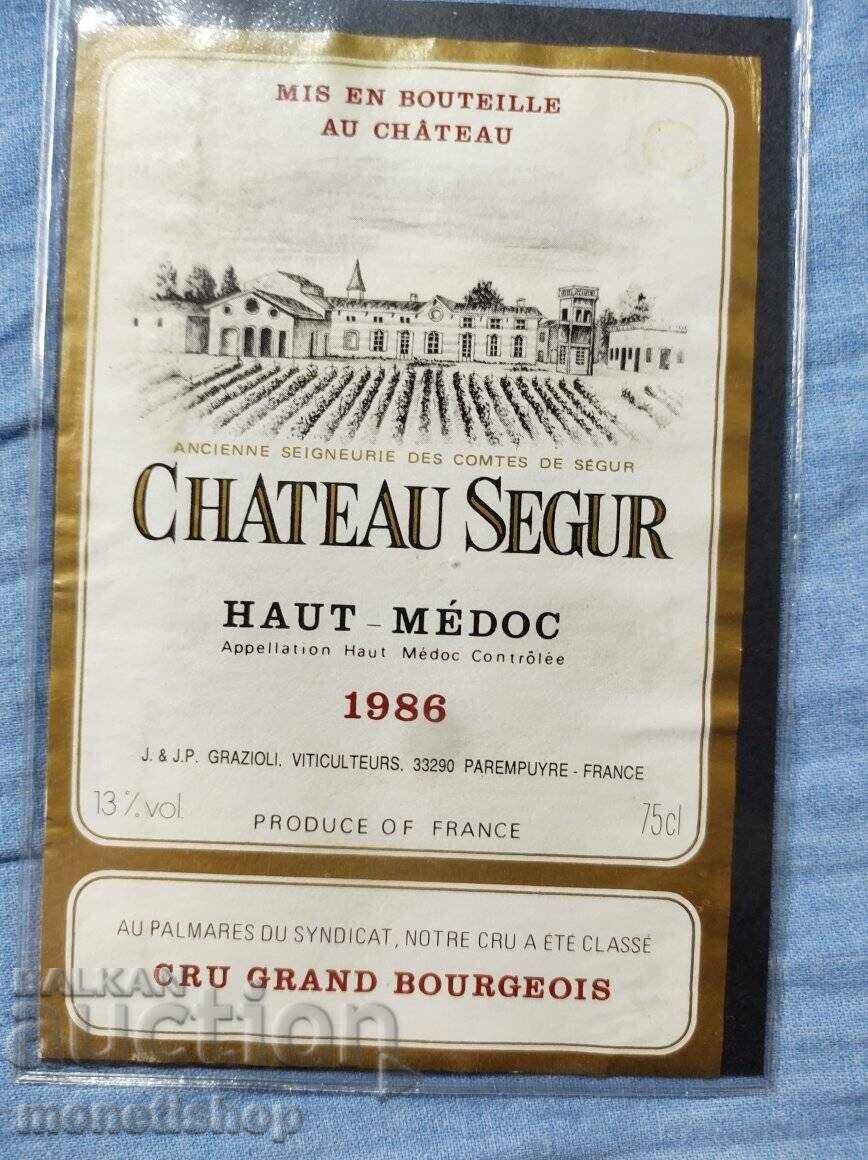 MIS EN BOUTEILLE
AU CHÂTEAU
ANCIENNE SEIGNEURIE DES COMTES DE SÉGUR
CHATEAU SEGUR
HAUT-MÉDOC
Appellation Haut Médoc Contrôlée
1986
J. & J.P. GRAZIOLI, VITICULTEURS, 33290 PAREMPUYRE - FRANCE
13% vol. 75cl
PRODUCE OF FRANCE
AU PALMARES DU SYNDICAT, NOTRE CRU A ÉTÉ CLASSÉ
CRU GRAND BOURGEOIS
BALKAN
auction
monetishop